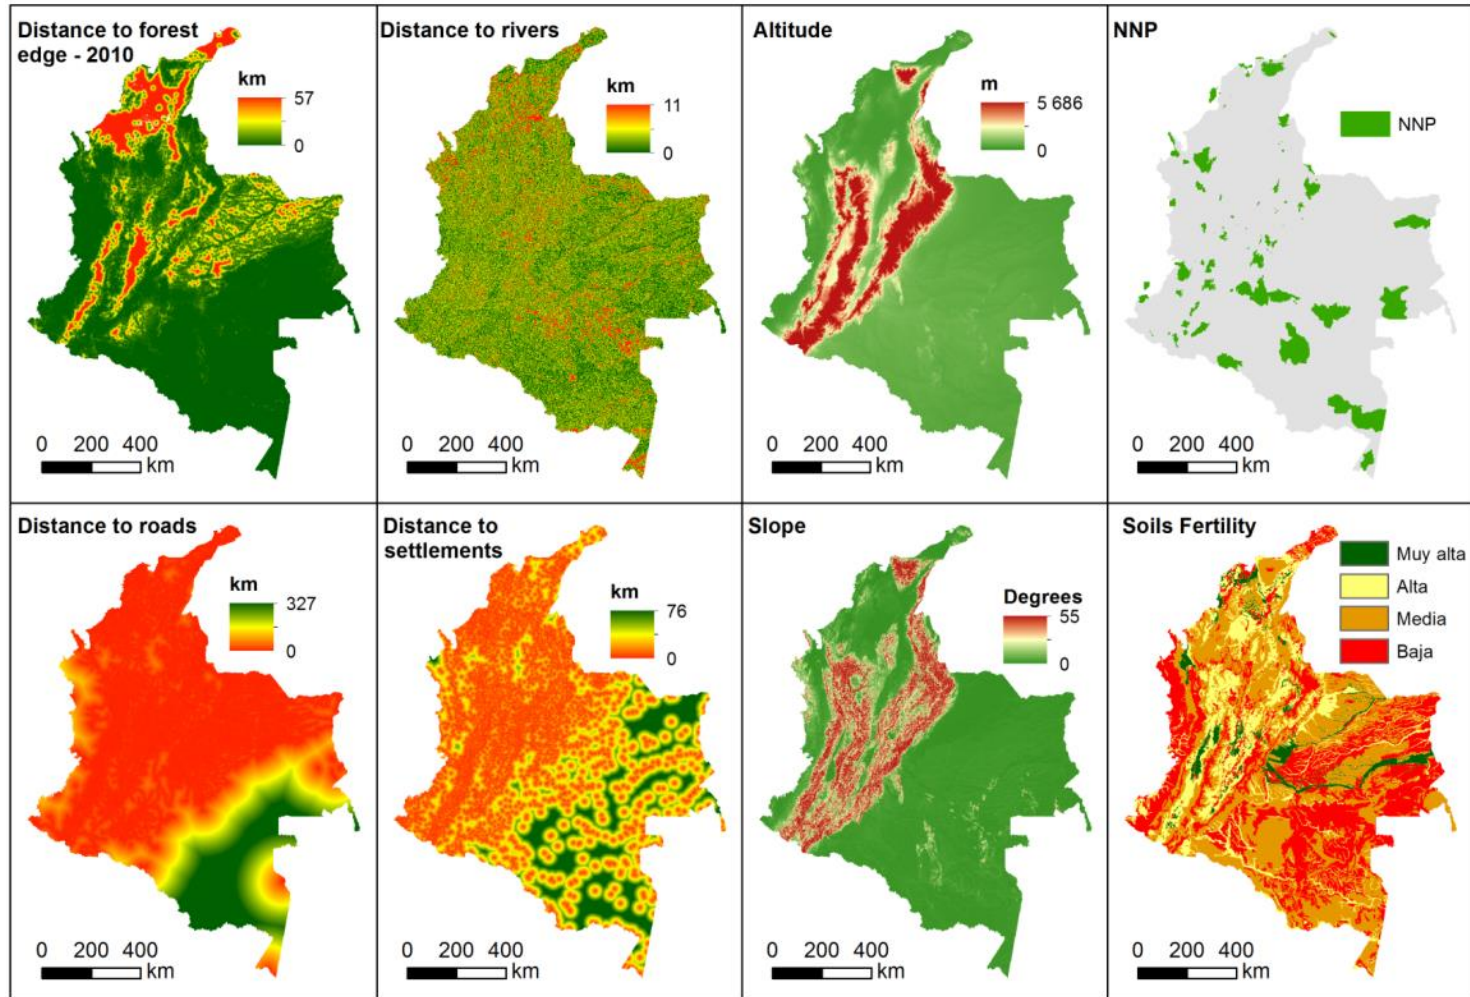 Distance to forest
edge - 2010
km
57
0
0 200 400
km
Distance to rivers
km
11
0
0 200 400
km
Altitude
m
5 686
0
0 200 400
km
NNP
NNP
0 200 400
km
Distance to roads
km
327
0
0 200 400
km
Distance to
settlements
km
76
0
0 200 400
km
Slope
Degrees
55
0
0 200 400
km
Soils Fertility
Muy alta
Alta
Media
Baja
0 200 400
km